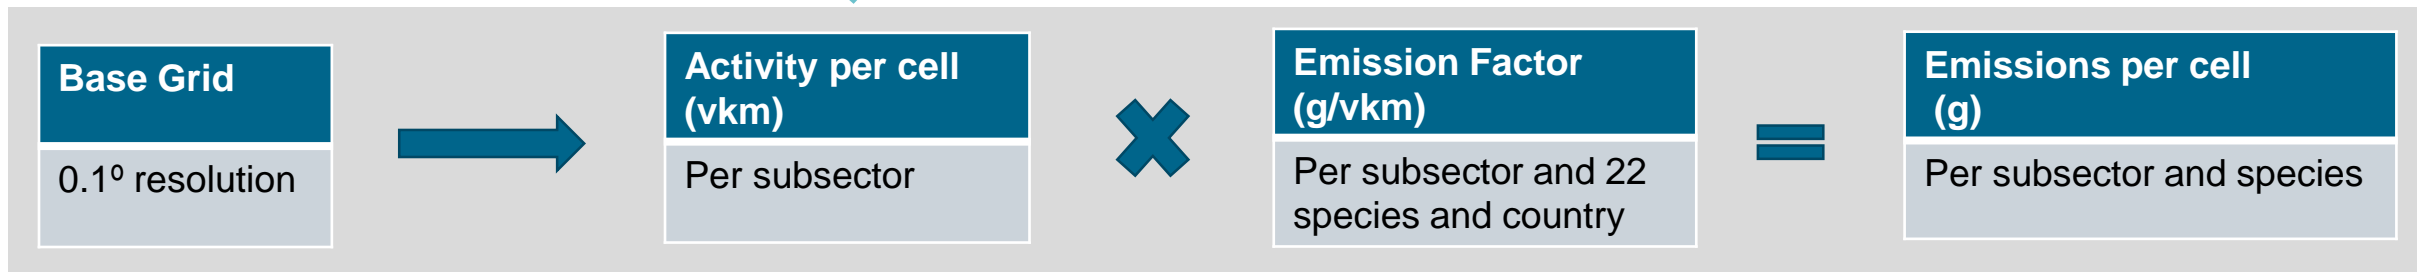 Base Grid
0.1º resolution
Activity per cell
(vkm)
Per subsector
Emission Factor
(g/vkm)
Per subsector and 22
species and country
Emissions per cell
(g)
Per subsector and species